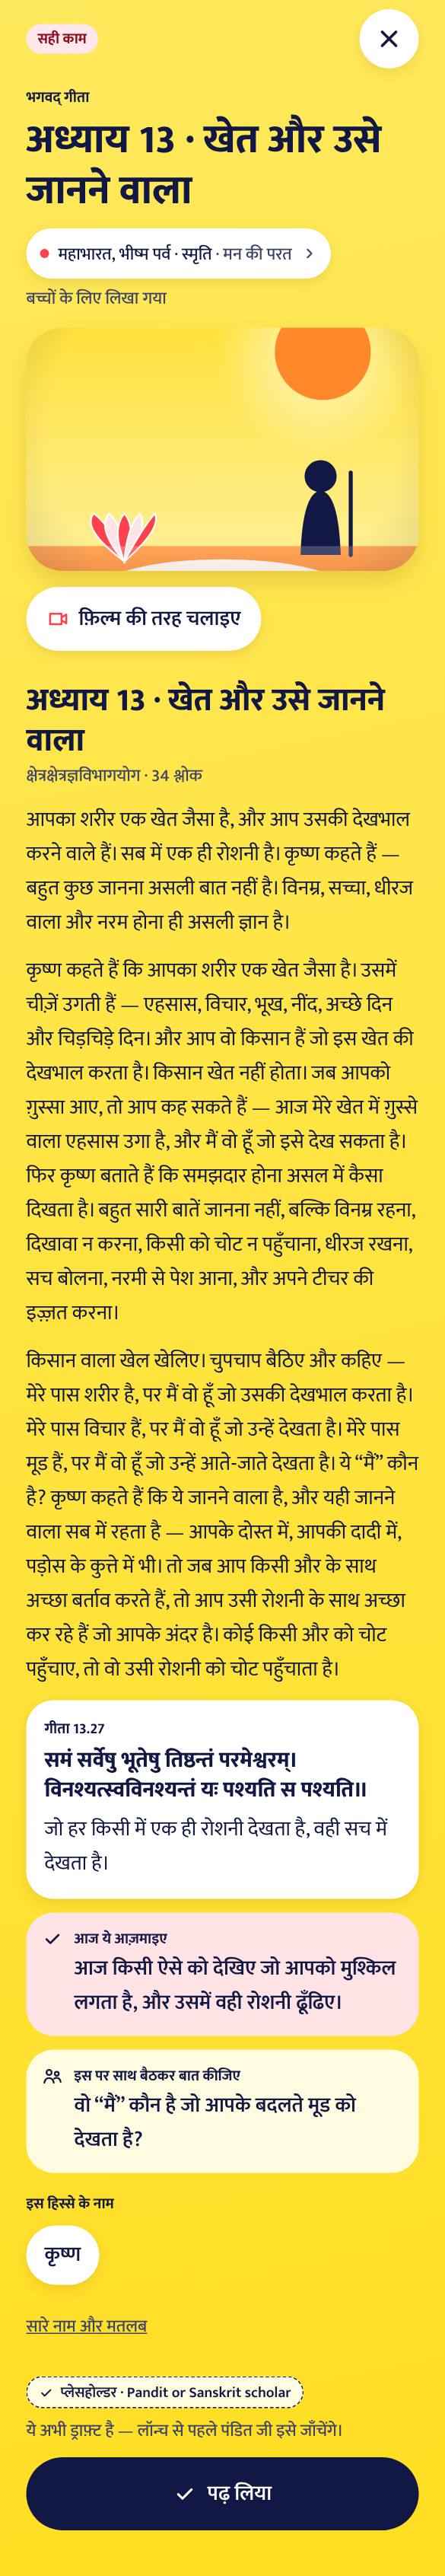 सही काम
भगवद् गीता
अध्याय 13 · खेत और उसे
जानने वाला
महाभारत, भीष्म पर्व · स्मृति · मन की परत
बच्चों के लिए लिखा गया
फ़िल्म की तरह चलाइए
अध्याय 13 · खेत और उसे जानने
वाला
क्षेत्रक्षेत्रज्ञविभागयोग · 34 श्लोक
आपका शरीर एक खेत जैसा है, और आप उसकी देखभाल
करने वाले हैं। सब में एक ही रोशनी है। कृष्ण कहते हैं —
बहुत कुछ जानना असली बात नहीं है। विनम्र, सच्चा, धीरज
वाला और नरम होना ही असली ज्ञान है।
कृष्ण कहते हैं कि आपका शरीर एक खेत जैसा है। उसमें
चीज़ें उगती हैं — एहसास, विचार, भूख, नींद, अच्छे दिन
और चिड़चिड़े दिन। और आप वो किसान हैं जो इस खेत की
देखभाल करता है। किसान खेत नहीं होता। जब आपको
ग़ुस्सा आए, तो आप कह सकते हैं — आज मेरे खेत में ग़ुस्से
वाला एहसास उगा है, और मैं वो हूँ जो इसे देख सकता है।
फिर कृष्ण बताते हैं कि समझदार होना असल में कैसा
दिखता है। बहुत सारी बातें जानना नहीं, बल्कि विनम्र रहना,
दिखावा न करना, किसी को चोट न पहुँचाना, धीरज रखना,
सच बोलना, नरमी से पेश आना, और अपने टीचर की
इज़्ज़त करना।
किसान वाला खेल खेलिए। चुपचाप बैठिए और कहिए —
मेरे पास शरीर है, पर मैं वो हूँ जो उसकी देखभाल करता है।
मेरे पास विचार हैं, पर मैं वो हूँ जो उन्हें देखता है। मेरे पास
मूड हैं, पर मैं वो हूँ जो उन्हें आते-जाते देखता है। ये “मैं” कौन
है? कृष्ण कहते हैं कि ये जानने वाला है, और यही जानने
वाला सब में रहता है — आपके दोस्त में, आपकी दादी में,
पड़ोस के कुत्ते में भी। तो जब आप किसी और के साथ
अच्छा बर्ताव करते हैं, तो आप उसी रोशनी के साथ अच्छा
कर रहे हैं जो आपके अंदर है। कोई किसी और को चोट
पहुँचाए, तो वो उसी रोशनी को चोट पहुँचाता है।
गीता 13.27
समं सर्वेषु भूतेषु तिष्ठन्तं परमेश्वरम्।
विनश्यत्स्वविनश्यन्तं यः पश्यति स पश्यति॥
जो हर किसी में एक ही रोशनी देखता है, वही सच में
देखता है।
आज ये आज़माइए
आज किसी ऐसे को देखिए जो आपको मुश्किल
लगता है, और उसमें वही रोशनी ढूँढिए।
इस पर साथ बैठकर बात कीजिए
वो “मैं” कौन है जो आपके बदलते मूड को
देखता है?
इस हिस्से के नाम
कृष्ण
सारे नाम और मतलब
प्लेसहोल्डर · Pandit or Sanskrit scholar
ये अभी ड्राफ़्ट है — लॉन्च से पहले पंडित जी इसे जाँचेंगे।
पढ़ लिया